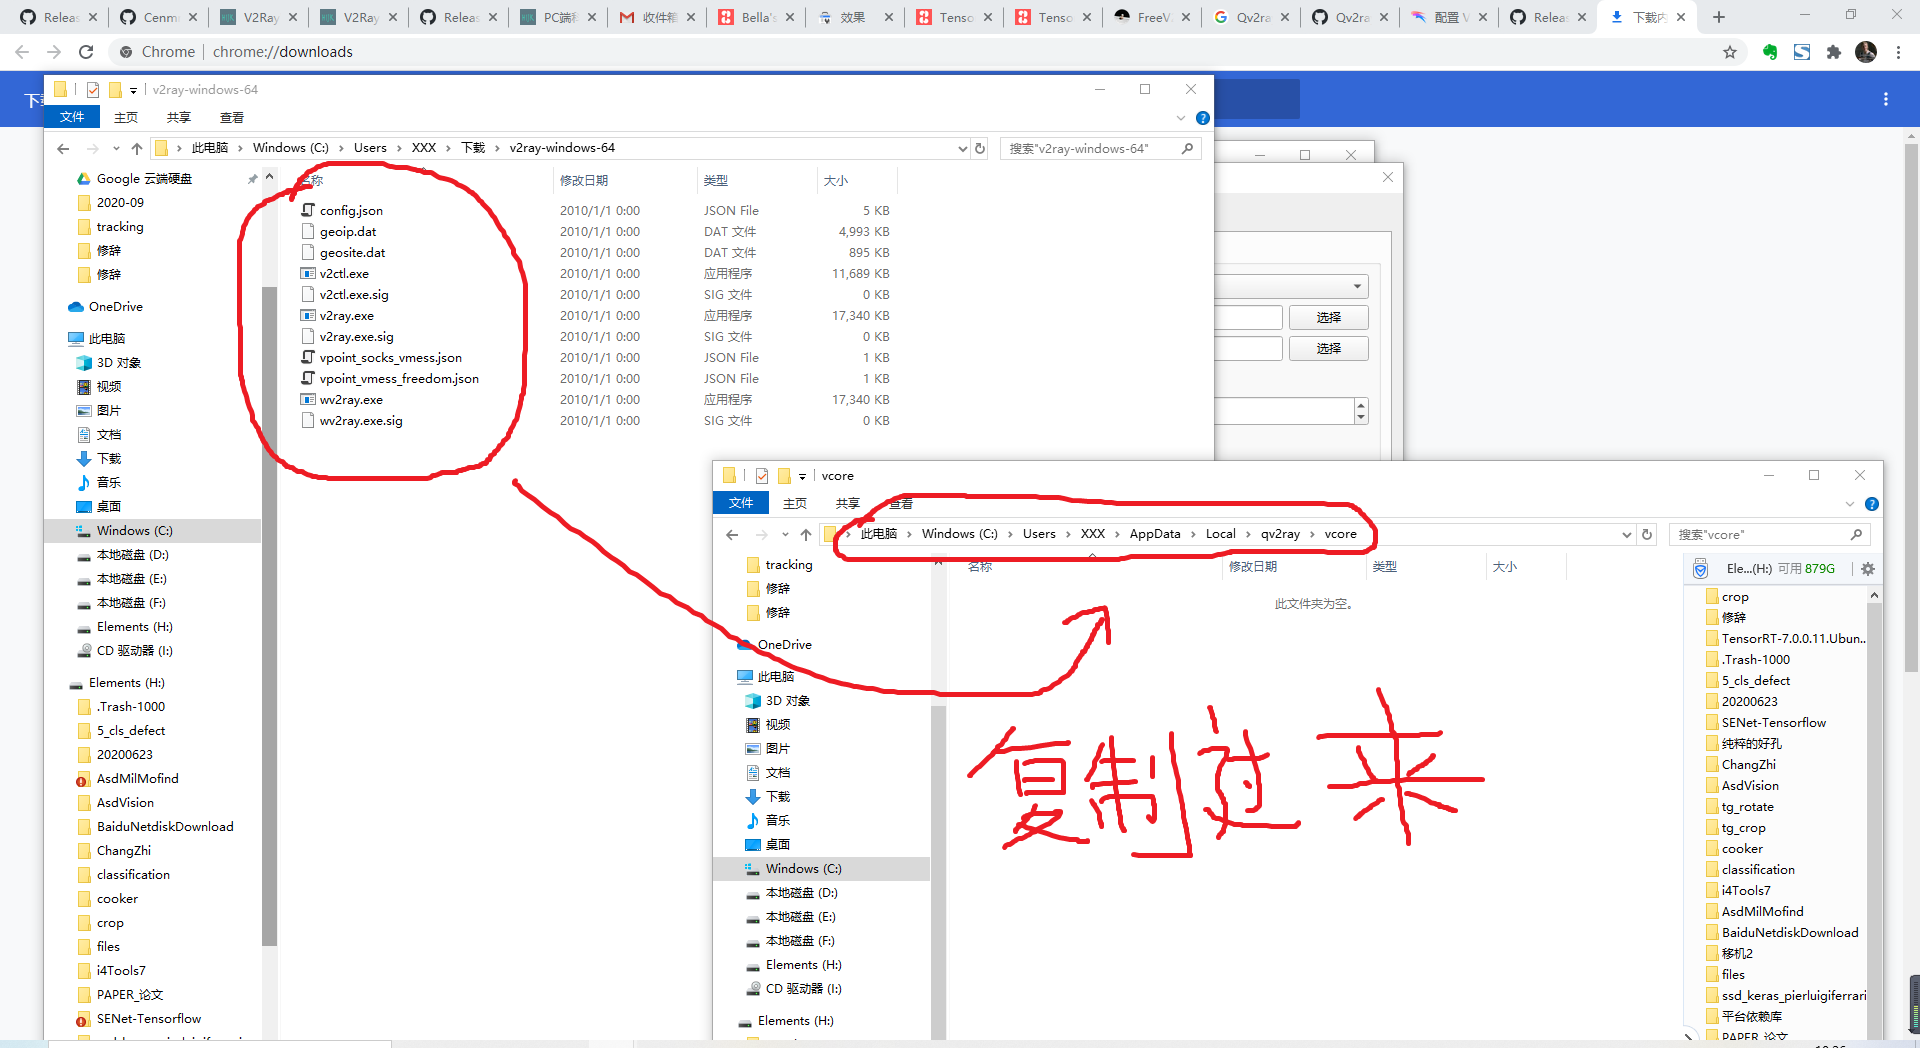 Releas
Cenm
V2Ray
V2Ray
Releas
PC端科
收件箱
Bella's
效果
Tenso
Tenso
FreeV
Qv2ra
Qv2ra
配置 V
Releas
下载内
Chrome | chrome://downloads
v2ray-windows-64
文件 主页 共享 查看
此电脑 > Windows (C:) > Users > XXX > 下载 > v2ray-windows-64
搜索"v2ray-windows-64"
Google 云端硬盘
2020-09
tracking
修辞
修辞
OneDrive
此电脑
3D 对象
视频
图片
文档
下载
音乐
桌面
Windows (C:)
本地磁盘 (D:)
本地磁盘 (E:)
本地磁盘 (F:)
Elements (H:)
CD 驱动器 (I:)
Elements (H:)
.Trash-1000
5_cls_defect
20200623
AsdMilMofind
AsdVision
BaiduNetdiskDownload
ChangZhi
classification
cooker
crop
files
i4Tools7
PAPER_论文
SENet-Tensorflow
名称 修改日期 类型 大小
config.json 2010/1/1 0:00 JSON File 5 KB
geoip.dat 2010/1/1 0:00 DAT 文件 4,993 KB
geosite.dat 2010/1/1 0:00 DAT 文件 895 KB
v2ctl.exe 2010/1/1 0:00 应用程序 11,689 KB
v2ctl.exe.sig 2010/1/1 0:00 SIG 文件 0 KB
v2ray.exe 2010/1/1 0:00 应用程序 17,340 KB
v2ray.exe.sig 2010/1/1 0:00 SIG 文件 0 KB
vpoint_socks_vmess.json 2010/1/1 0:00 JSON File 1 KB
vpoint_vmess_freedom.json 2010/1/1 0:00 JSON File 1 KB
wv2ray.exe 2010/1/1 0:00 应用程序 17,340 KB
wv2ray.exe.sig 2010/1/1 0:00 SIG 文件 0 KB
选择
选择
vcore
文件 主页 共享 查看
此电脑 > Windows (C:) > Users > XXX > AppData > Local > qv2ray > vcore
搜索"vcore"
tracking
修辞
修辞
OneDrive
此电脑
3D 对象
视频
图片
文档
下载
音乐
桌面
Windows (C:)
本地磁盘 (D:)
本地磁盘 (E:)
本地磁盘 (F:)
Elements (H:)
CD 驱动器 (I:)
Elements (H:)
名称 修改日期 类型 大小
此文件夹为空。
复制过来
Ele...(H:) 可用 879G
crop
修辞
TensorRT-7.0.0.11.Ubun..
.Trash-1000
5_cls_defect
20200623
SENet-Tensorflow
纯梓的好孔
ChangZhi
AsdVision
tg_rotate
tg_crop
cooker
classification
i4Tools7
AsdMilMofind
BaiduNetdiskDownload
移机2
files
ssd_keras_pierluigiferrari
平台依赖库
PAPER_论文